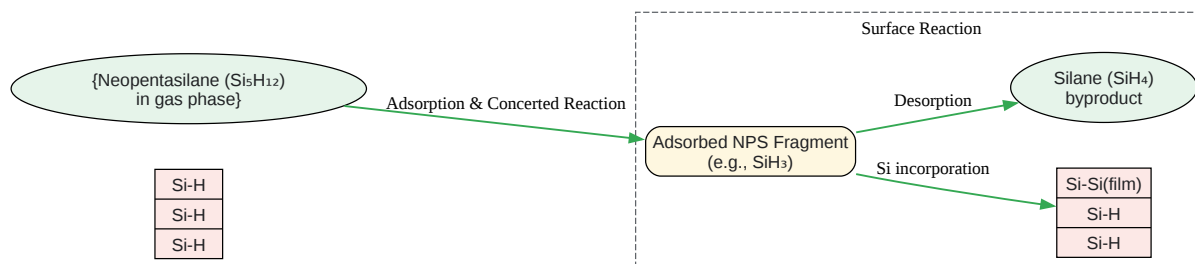 Surface Reaction
{Neopentasilane (Si₅H₁₂)
in gas phase}
Adsorption & Concerted Reaction
Adsorbed NPS Fragment
(e.g., SiH₃)
Desorption
Silane (SiH₄)
byproduct
Si incorporation
Si-Si(film)
Si-H
Si-H
Si-H
Si-H
Si-H